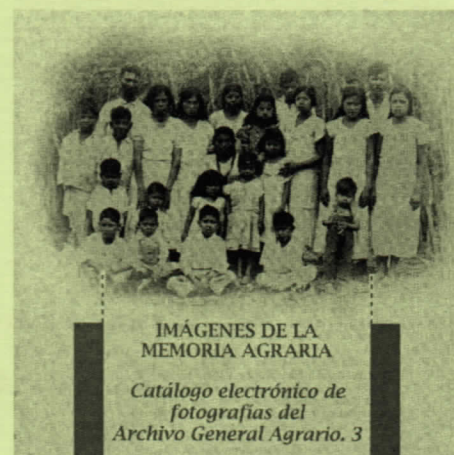 IMÁGENES DE LA
MEMORIA AGRARIA
Catálogo electrónico de
fotografías del
Archivo General Agrario. 3